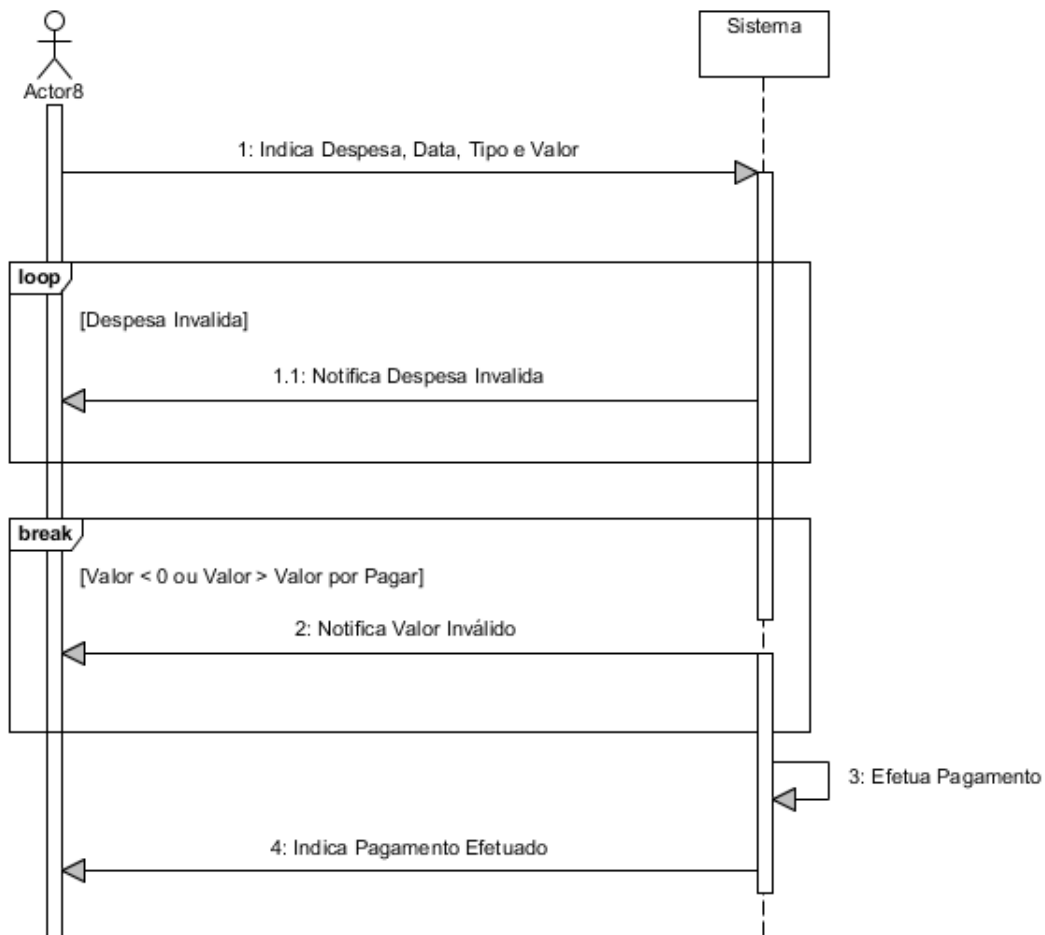 Sistema
Actor8
1: Indica Despesa, Data, Tipo e Valor
loop
[Despesa Invalida]
1.1: Notifica Despesa Invalida
break
[Valor < 0 ou Valor > Valor por Pagar]
2: Notifica Valor Inválido
3: Efetua Pagamento
4: Indica Pagamento Efetuado